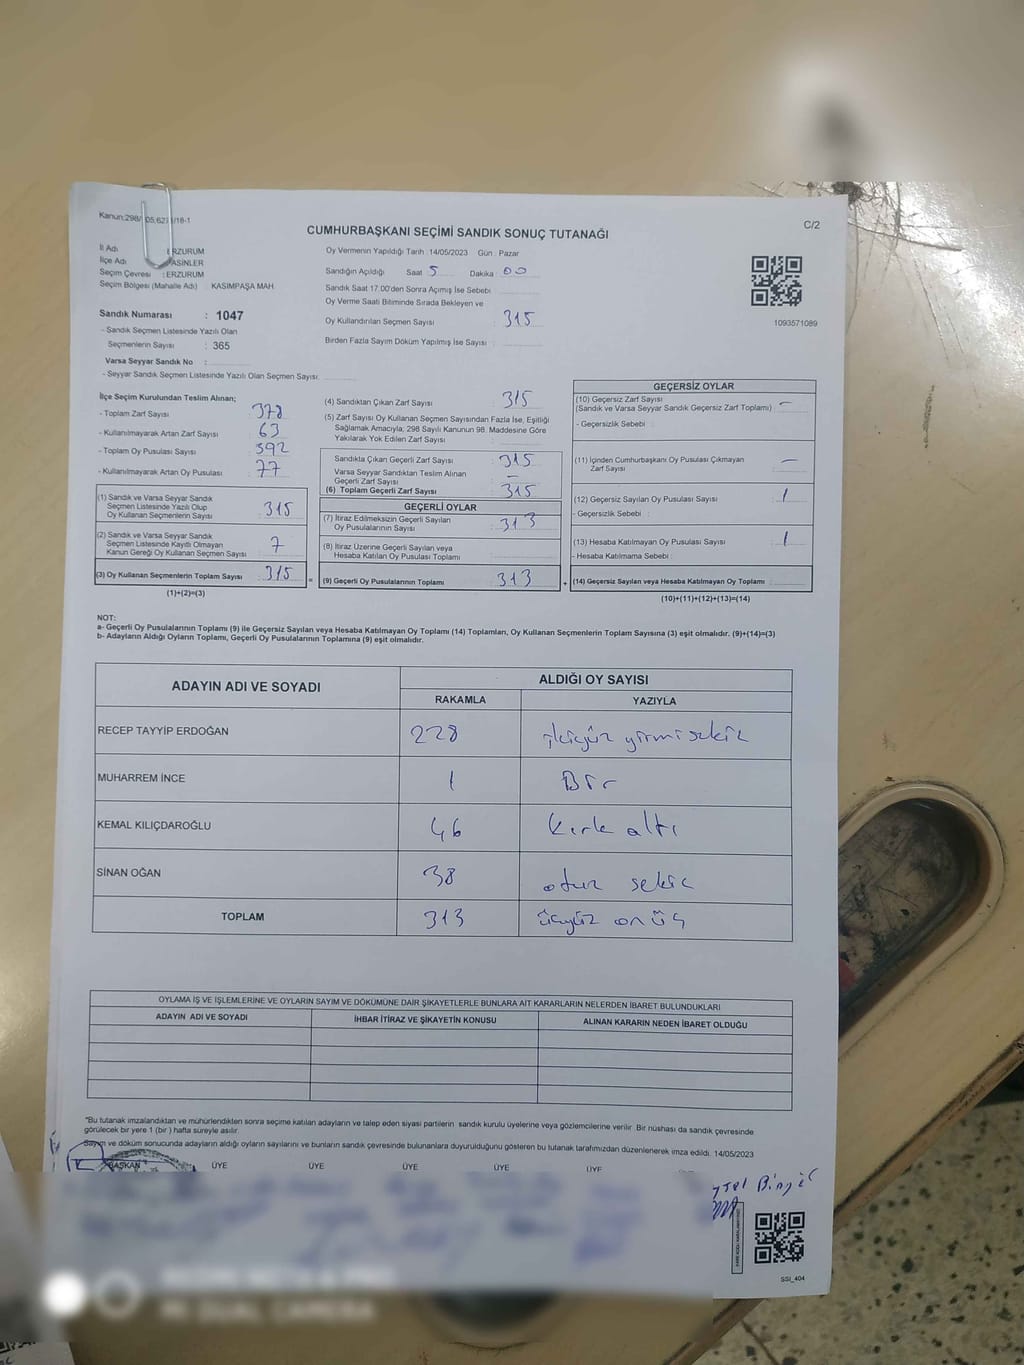 Kanun:298/ 05;627 /18-1
C/2
CUMHURBAŞKANI SEÇİMİ SANDIK SONUÇ TUTANAĞI
İl Adı : ERZURUM
İlçe Adı PASİNLER
Seçim Çevresi : ERZURUM
Seçim Bölgesi (Mahalle Adı) KASIMPAŞA MAH.
Sandık Numarası : 1047
- Sandık Seçmen Listesinde Yazılı Olan
Seçmenlerin Sayısı : 365
Varsa Seyyar Sandık No :
- Seyyar Sandık Seçmen Listesinde Yazılı Olan Seçmen Sayısı:
Oy Vermenin Yapıldığı Tarih : 14/05/2023 Gün : Pazar
Sandığın Açıldığı Saat 5 Dakika 00
Sandık Saat 17.00'den Sonra Açımış İse Sebebi
Oy Verme Saati Bitiminde Sırada Bekleyen ve
Oy Kullandırılan Seçmen Sayısı : 315
Birden Fazla Sayım Döküm Yapılmış İse Sayısı :
1093571089
İlçe Seçim Kurulundan Teslim Alınan;
- Toplam Zarf Sayısı : 378
- Kullanılmayarak Artan Zarf Sayısı : 63
- Toplam Oy Pusulası Sayısı : 392
- Kullanılmayarak Artan Oy Pusulası : 77
(1) Sandık ve Varsa Seyyar Sandık
Seçmen Listesinde Yazılı Olup
Oy Kullanan Seçmenlerin Sayısı : 315
(2) Sandık ve Varsa Seyyar Sandık
Seçmen Listesinde Kayıtlı Olmayan
Kanun Gereği Oy Kullanan Seçmen Sayısı : 7
(3) Oy Kullanan Seçmenlerin Toplam Sayısı : 315 =
(1)+(2)=(3)
(4) Sandıktan Çıkan Zarf Sayısı : 315
(5) Zarf Sayısı Oy Kullanan Seçmen Sayısından Fazla İse, Eşitliği
Sağlamak Amacıyla; 298 Sayılı Kanunun 98. Maddesine Göre
Yakılarak Yok Edilen Zarf Sayısı :
Sandıkta Çıkan Geçerli Zarf Sayısı : 315
Varsa Seyyar Sandıktan Teslim Alınan
Geçerli Zarf Sayısı : —
(6) Toplam Geçerli Zarf Sayısı : 315
GEÇERLİ OYLAR
(7) İtiraz Edilmeksizin Geçerli Sayılan
Oy Pusulalarının Sayısı : 313
(8) İtiraz Üzerine Geçerli Sayılan veya
Hesaba Katılan Oy Pusulası Toplamı :
(9) Geçerli Oy Pusulalarının Toplamı : 313 +
GEÇERSİZ OYLAR
(10) Geçersiz Zarf Sayısı
(Sandık ve Varsa Seyyar Sandık Geçersiz Zarf Toplamı) : —
- Geçersizlik Sebebi :
(11) İçinden Cumhurbaşkanı Oy Pusulası Çıkmayan
Zarf Sayısı : —
(12) Geçersiz Sayılan Oy Pusulası Sayısı : 1
- Geçersizlik Sebebi :
(13) Hesaba Katılmayan Oy Pusulası Sayısı : 1
- Hesaba Katılmama Sebebi :
(14) Geçersiz Sayılan veya Hesaba Katılmayan Oy Toplamı :
(10)+(11)+(12)+(13)=(14)
NOT:
a- Geçerli Oy Pusulalarının Toplamı (9) ile Geçersiz Sayılan veya Hesaba Katılmayan Oy Toplamı (14) Toplamları, Oy Kullanan Seçmenlerin Toplam Sayısına (3) eşit olmalıdır. (9)+(14)=(3)
b- Adayların Aldığı Oyların Toplamı, Geçerli Oy Pusulalarının Toplamına (9) eşit olmalıdır.
ADAYIN ADI VE SOYADI ALDIĞI OY SAYISI
RAKAMLA YAZIYLA
RECEP TAYYİP ERDOĞAN 228 ikiyüz yirmi sekiz
MUHARREM İNCE 1 Bir
KEMAL KILIÇDAROĞLU 46 kırk altı
SİNAN OĞAN 38 otuz sekiz
TOPLAM 313 üçyüz onüç
OYLAMA İŞ VE İŞLEMLERİNE VE OYLARIN SAYIM VE DÖKÜMÜNE DAİR ŞİKAYETLERLE BUNLARA AİT KARARLARIN NELERDEN İBARET BULUNDUKLARI
ADAYIN ADI VE SOYADI İHBAR İTİRAZ VE ŞİKAYETİN KONUSU ALINAN KARARIN NEDEN İBARET OLDUĞU
"Bu tutanak imzalandıktan ve mühürlendikten sonra seçime katılan adayların ve talep eden siyasi partilerin sandık kurulu üyelerine veya gözlemcilerine verilir. Bir nüshası da sandık çevresinde
görülecek bir yere 1 (bir) hafta süreyle asılır.
Sayım ve döküm sonucunda adayların aldığı oyların sayılarını ve bunların sandık çevresinde bulunanlara duyurulduğunu gösteren bu tutanak tarafımızdan düzenlenerek imza edildi. 14/05/2023
BAŞKAN ÜYE ÜYE ÜYE ÜYE ÜYE
SSI_404